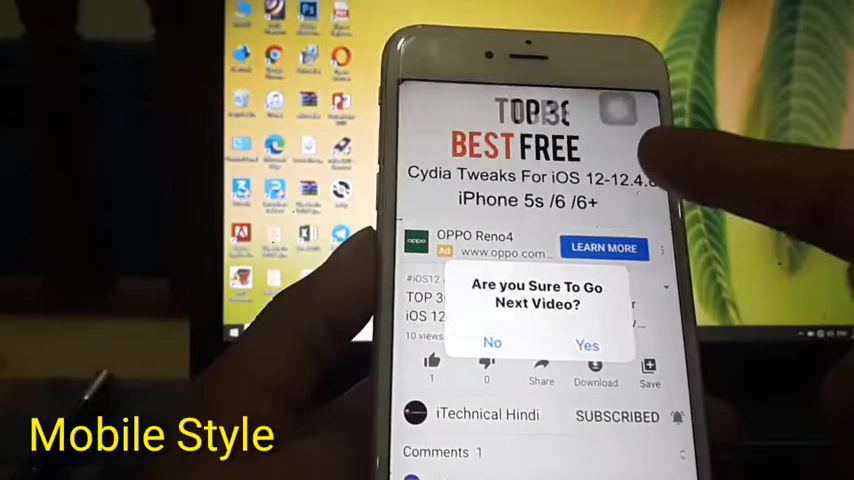 BEST FREE
Cydia Tweaks For iOS 12-12.4.8
iPhone 5s /6 /6+
oppo
OPPO Reno4
Ad www.oppo.com...
LEARN MORE
#iOS12
TOP 3
iOS 12
10 views
Are you Sure To Go
Next Video?
No Yes
1 0 Share Download Save
iTechnical Hindi SUBSCRIBED
Comments 1
Mobile Style